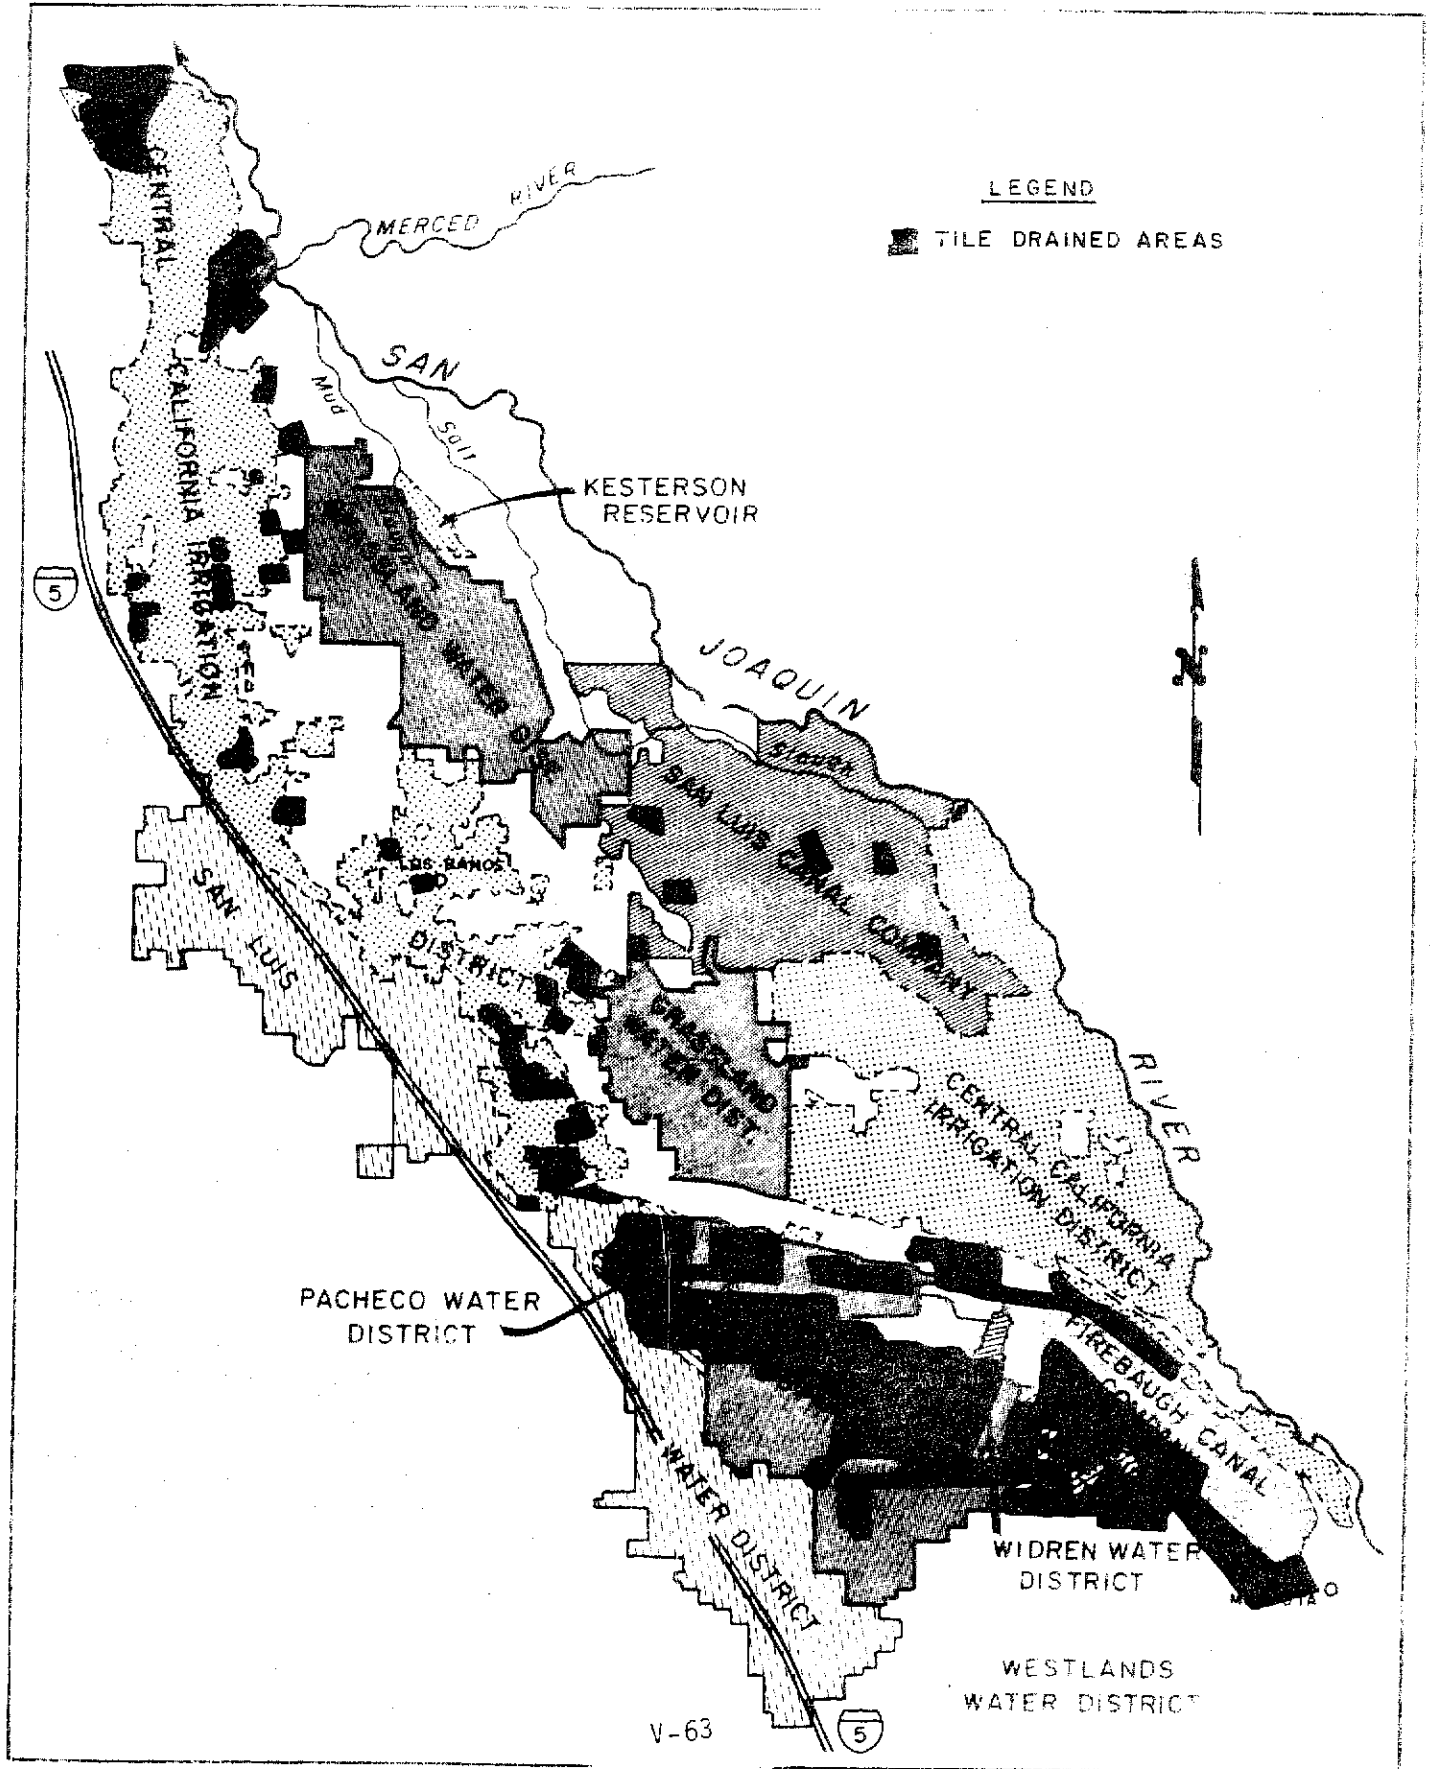 LEGEND
TILE DRAINED AREAS
MERCED RIVER
CENTRAL
CALIFORNIA IRRIGATION
DISTRICT
SAN
JOAQUIN
RIVER
Mud
Salt
Slough
KESTERSON
RESERVOIR
5
N
GRASSLAND WATER DIST.
SAN LUIS CANAL COMPANY
LOS BANOS
SAN
LUIS
WATER DISTRICT
GRASSLAND
WATER DIST.
CENTRAL CALIFORNIA
IRRIGATION DISTRICT
PACHECO WATER
DISTRICT
FIREBAUGH CANAL
WIDREN WATER
DISTRICT
WESTLANDS
WATER DISTRICT
V-63
5